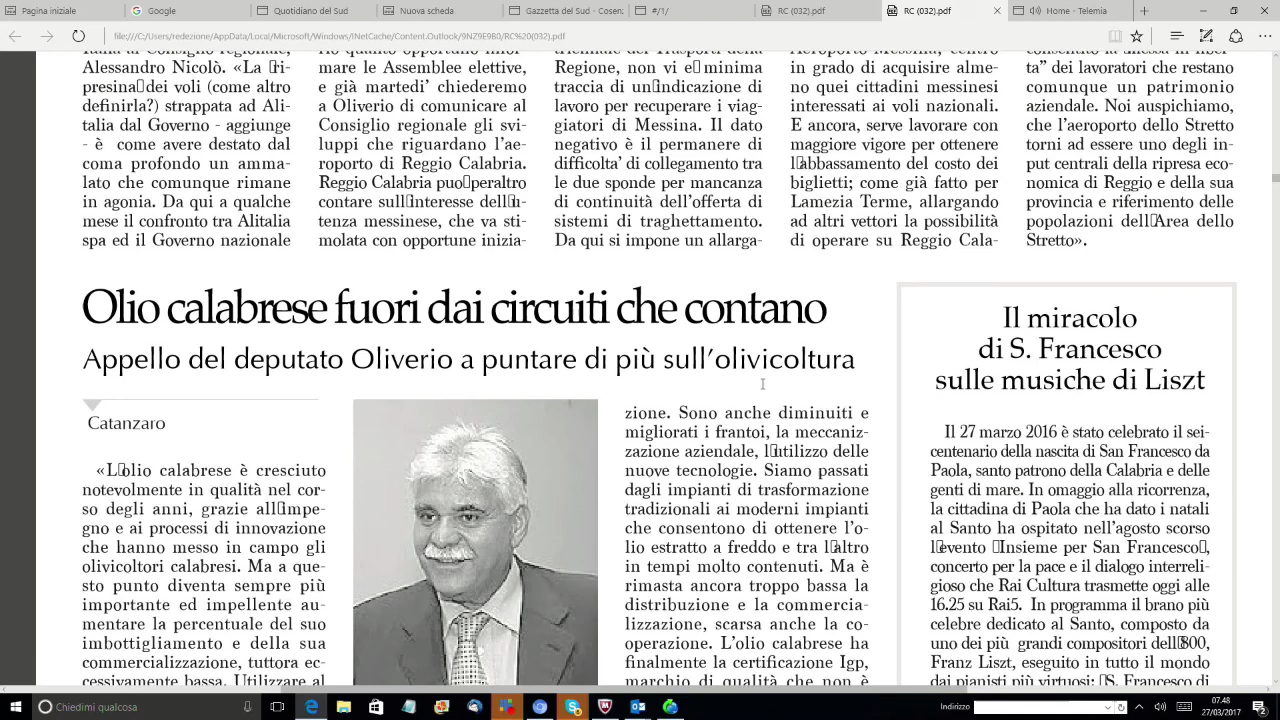 Pagina iniziale
Google
Quotidiano del Sud
Nuova scheda
Gazzetta del Sud - Cosen:
#/1/
RC (032).pdf
RC (032).pdf
Home - Telemia
file:///C:/Users/redezione/AppData/Local/Microsoft/Windows/INetCache/Content.Outlook/9NZ9E9B0/RC%20(032).pdf
Alessandro Nicolò. «La ri-
presina dei voli (come altro
definirla?) strappata ad Ali-
talia dal Governo - aggiunge
- è come avere destato dal
coma profondo un amma-
lato che comunque rimane
in agonia. Da qui a qualche
mese il confronto tra Alitalia
spa ed il Governo nazionale
mare le Assemblee elettive,
e già martedi' chiederemo
a Oliverio di comunicare al
Consiglio regionale gli svi-
luppi che riguardano l'ae-
roporto di Reggio Calabria.
Reggio Calabria puo▯peraltro
contare sull▯interesse dell▯u-
tenza messinese, che va sti-
molata con opportune inizia-
Regione, non vi e▯ minima
traccia di un▯indicazione di
lavoro per recuperare i viag-
giatori di Messina. Il dato
negativo è il permanere di
difficolta' di collegamento tra
le due sponde per mancanza
di continuità dell'offerta di
sistemi di traghettamento.
Da qui si impone un allarga-
in grado di acquisire alme-
no quei cittadini messinesi
interessati ai voli nazionali.
E ancora, serve lavorare con
maggiore vigore per ottenere
l▯abbassamento del costo dei
biglietti; come già fatto per
Lamezia Terme, allargando
ad altri vettori la possibilità
di operare su Reggio Cala-
ta" dei lavoratori che restano
comunque un patrimonio
aziendale. Noi auspichiamo,
che l'aeroporto dello Stretto
torni ad essere uno degli in-
put centrali della ripresa eco-
nomica di Reggio e della sua
provincia e riferimento delle
popolazioni dell▯Area dello
Stretto».
Olio calabrese fuori dai circuiti che contano
Appello del deputato Oliverio a puntare di più sull'olivicoltura
Catanzaro
«L▯olio calabrese è cresciuto
notevolmente in qualità nel cor-
so degli anni, grazie all▯impe-
gno e ai processi di innovazione
che hanno messo in campo gli
olivicoltori calabresi. Ma a que-
sto punto diventa sempre più
importante ed impellente au-
mentare la percentuale del suo
imbottigliamento e della sua
commercializzazione, tuttora ec-
cessivamente bassa. Utilizzare al
zione. Sono anche diminuiti e
migliorati i frantoi, la meccaniz-
zazione aziendale, l▯utilizzo delle
nuove tecnologie. Siamo passati
dagli impianti di trasformazione
tradizionali ai moderni impianti
che consentono di ottenere l'o-
lio estratto a freddo e tra l▯altro
in tempi molto contenuti. Ma è
rimasta ancora troppo bassa la
distribuzione e la commercia-
lizzazione, scarsa anche la co-
operazione. L'olio calabrese ha
finalmente la certificazione Igp,
marchio di qualità che non è
Il miracolo
di S. Francesco
sulle musiche di Liszt
Il 27 marzo 2016 è stato celebrato il sei-
centenario della nascita di San Francesco da
Paola, santo patrono della Calabria e delle
genti di mare. In omaggio alla ricorrenza,
la cittadina di Paola che ha dato i natali
al Santo ha ospitato nell'agosto scorso
l▯evento ▯Insieme per San Francesco▯,
concerto per la pace e il dialogo interreli-
gioso che Rai Cultura trasmette oggi alle
16.25 su Rai5. In programma il brano più
celebre dedicato al Santo, composto da
uno dei più grandi compositori dell▯800,
Franz Liszt, eseguito in tutto il mondo
dai pianisti più virtuosi: ▯S. Francesco di
Chiedimi qualcosa
Indirizzo
07.48
27/03/2017